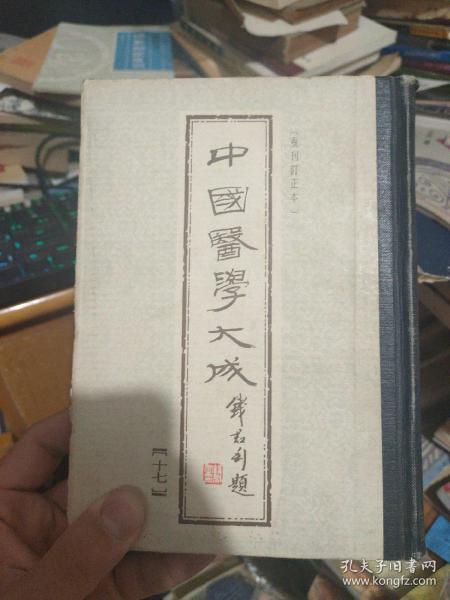 〔重刊訂正本〕
中國醫學大成
錢君匋題
【十七】
孔夫子旧书网
www.kongfz.com